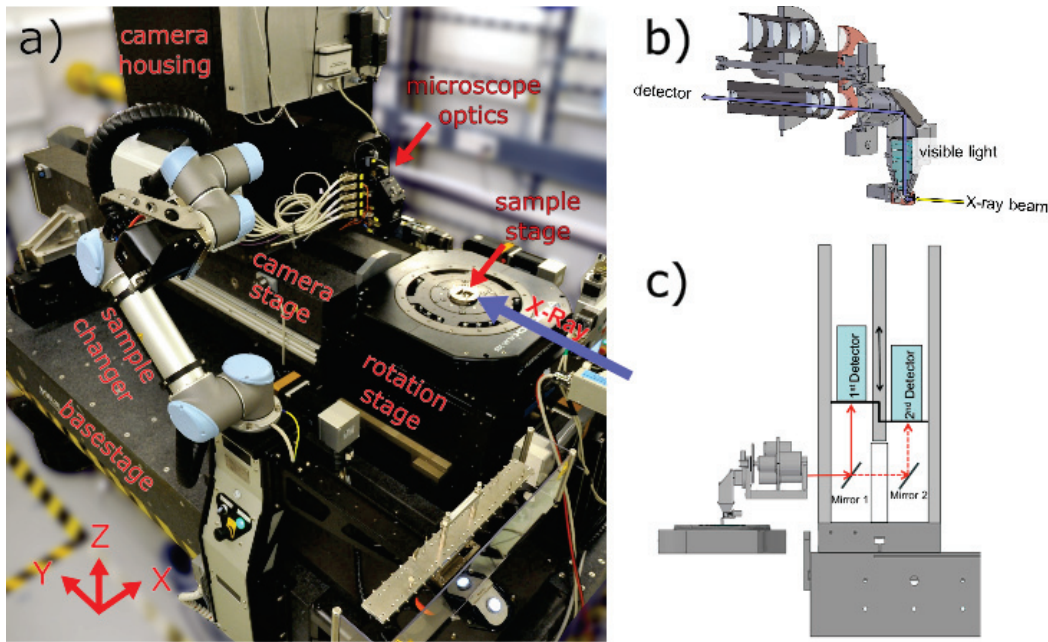 a)
camera
housing
microscope
optics
sample
stage
camera
stage
X-Ray
sample
changer
rotation
stage
basestage
Z
Y
X
b)
detector
visible light
X-ray beam
c)
1st Detector
2nd Detector
Mirror 1
Mirror 2